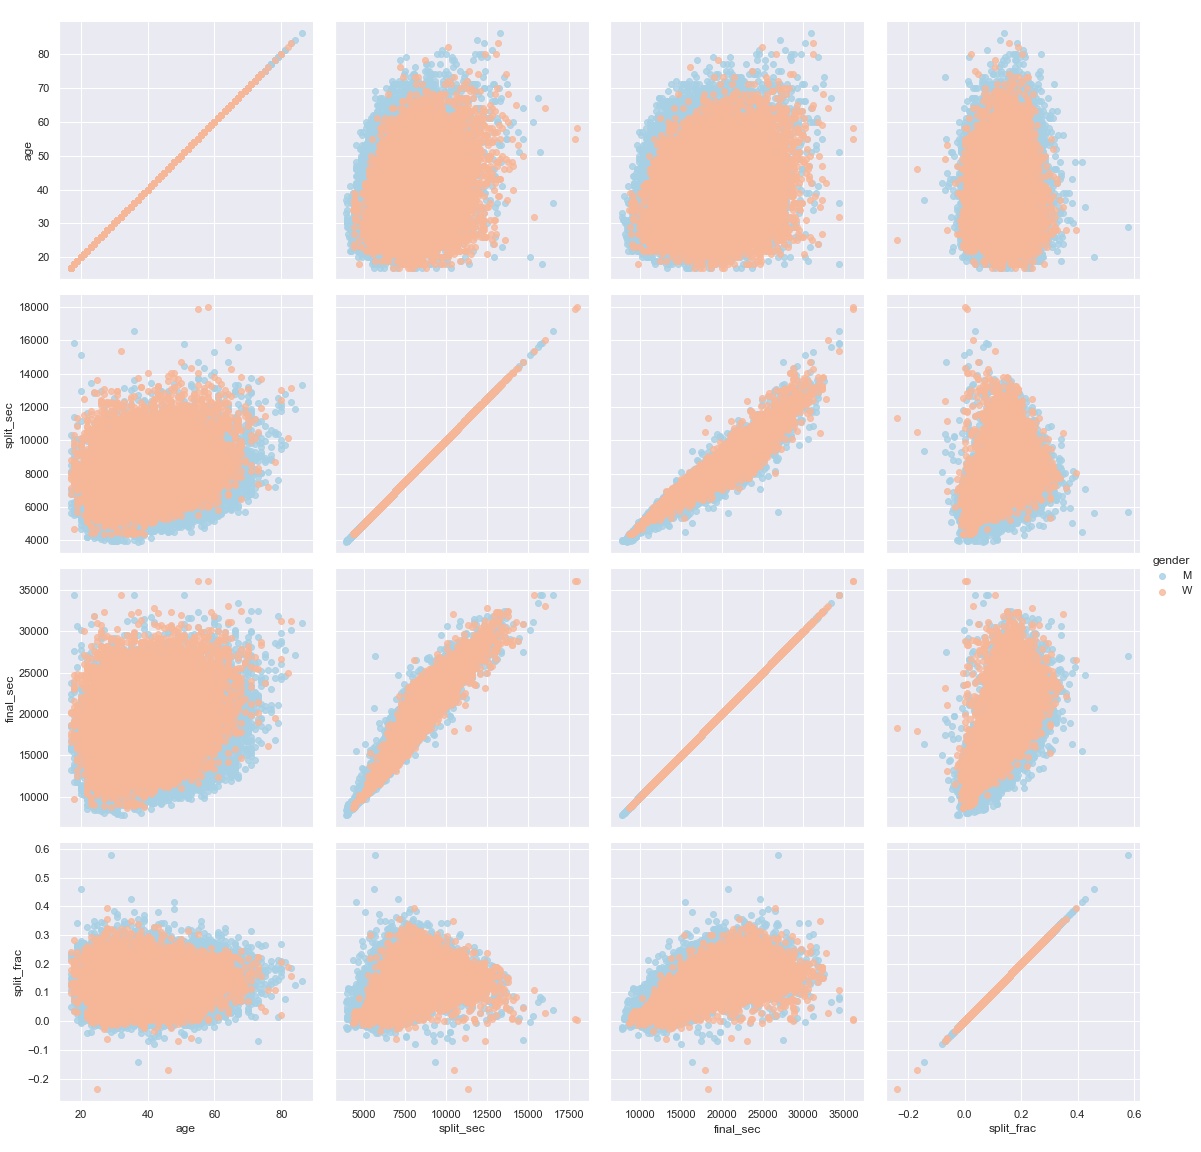 80
70
60
50
40
30
20
age
18000
16000
14000
12000
10000
8000
6000
4000
split_sec
35000
30000
25000
20000
15000
10000
final_sec
gender
M
W
0.6
0.5
0.4
0.3
0.2
0.1
0.0
−0.1
−0.2
split_frac
20 40 60 80
age
5000 7500 10000 12500 15000 17500
split_sec
10000 15000 20000 25000 30000 35000
final_sec
−0.2 0.0 0.2 0.4 0.6
split_frac